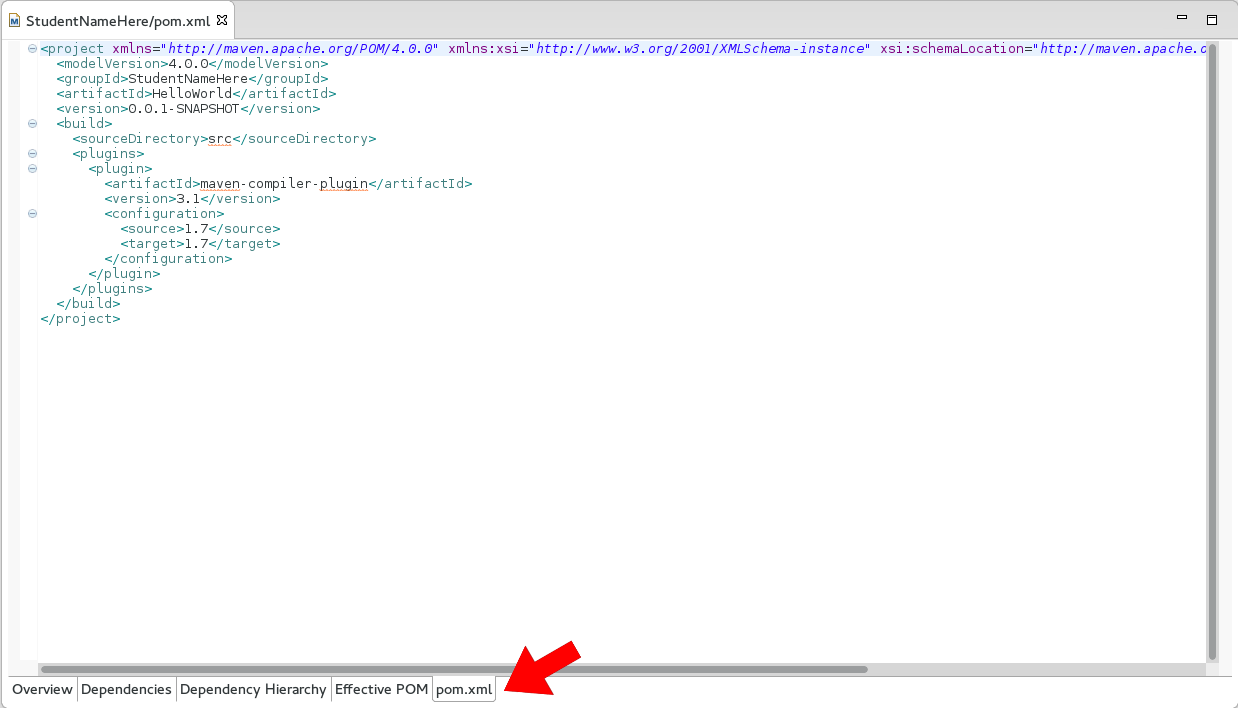 StudentNameHere/pom.xml
<project xmlns="http://maven.apache.org/POM/4.0.0" xmlns:xsi="http://www.w3.org/2001/XMLSchema-instance" xsi:schemaLocation="http://maven.apache.o
<modelVersion>4.0.0</modelVersion>
<groupId>StudentNameHere</groupId>
<artifactId>HelloWorld</artifactId>
<version>0.0.1-SNAPSHOT</version>
<build>
<sourceDirectory>src</sourceDirectory>
<plugins>
<plugin>
<artifactId>maven-compiler-plugin</artifactId>
<version>3.1</version>
<configuration>
<source>1.7</source>
<target>1.7</target>
</configuration>
</plugin>
</plugins>
</build>
</project>
Overview Dependencies Dependency Hierarchy Effective POM pom.xml